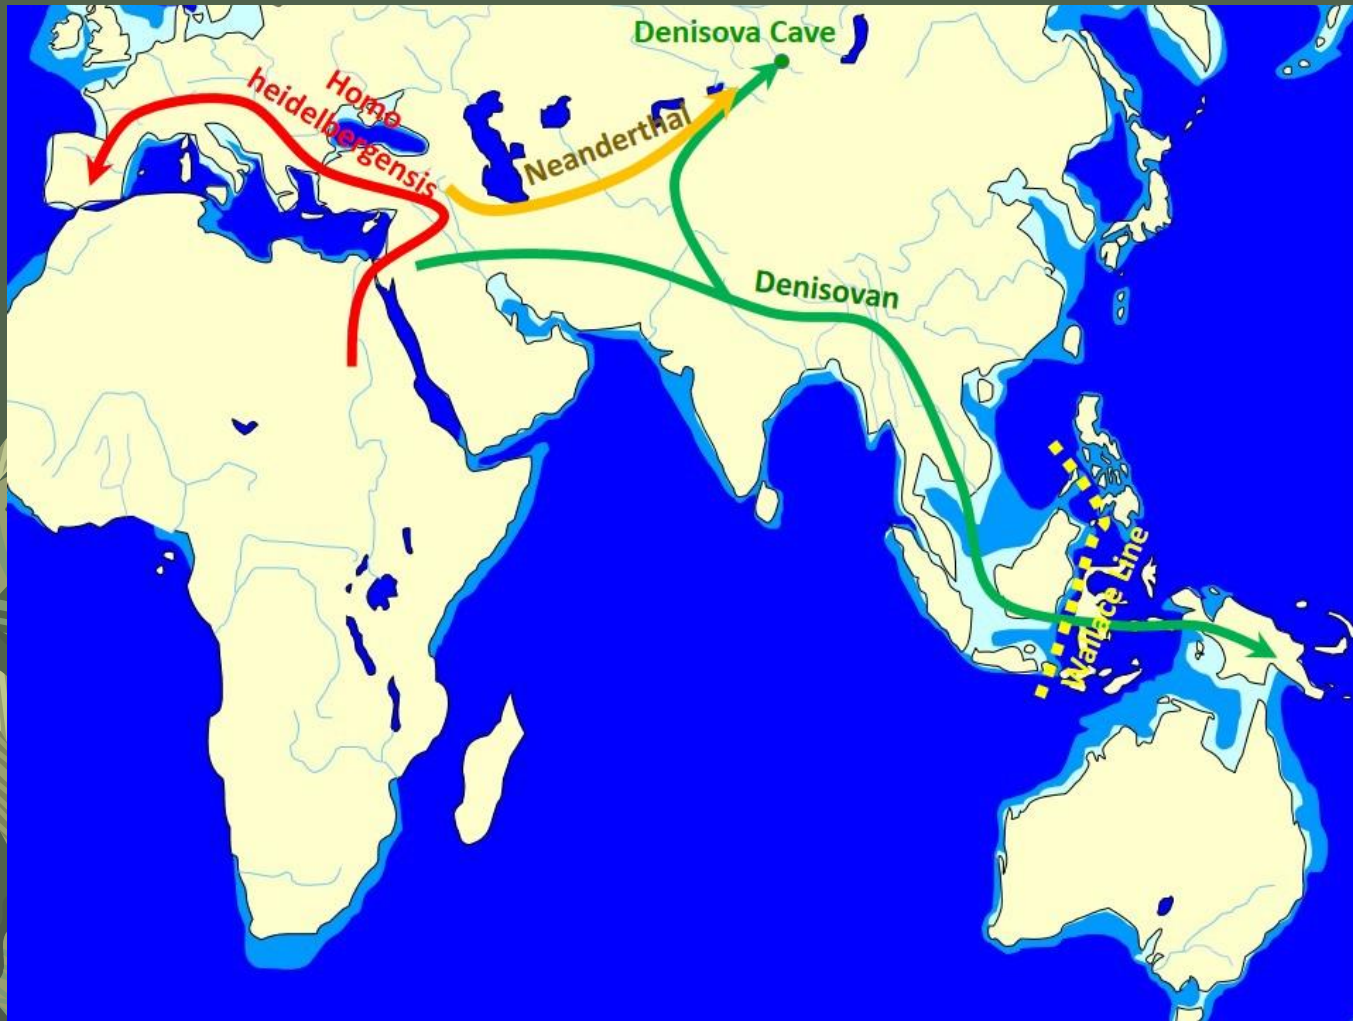 Denisova Cave
Homo
heidelbergensis
Neanderthal
Denisovan
Wallace Line